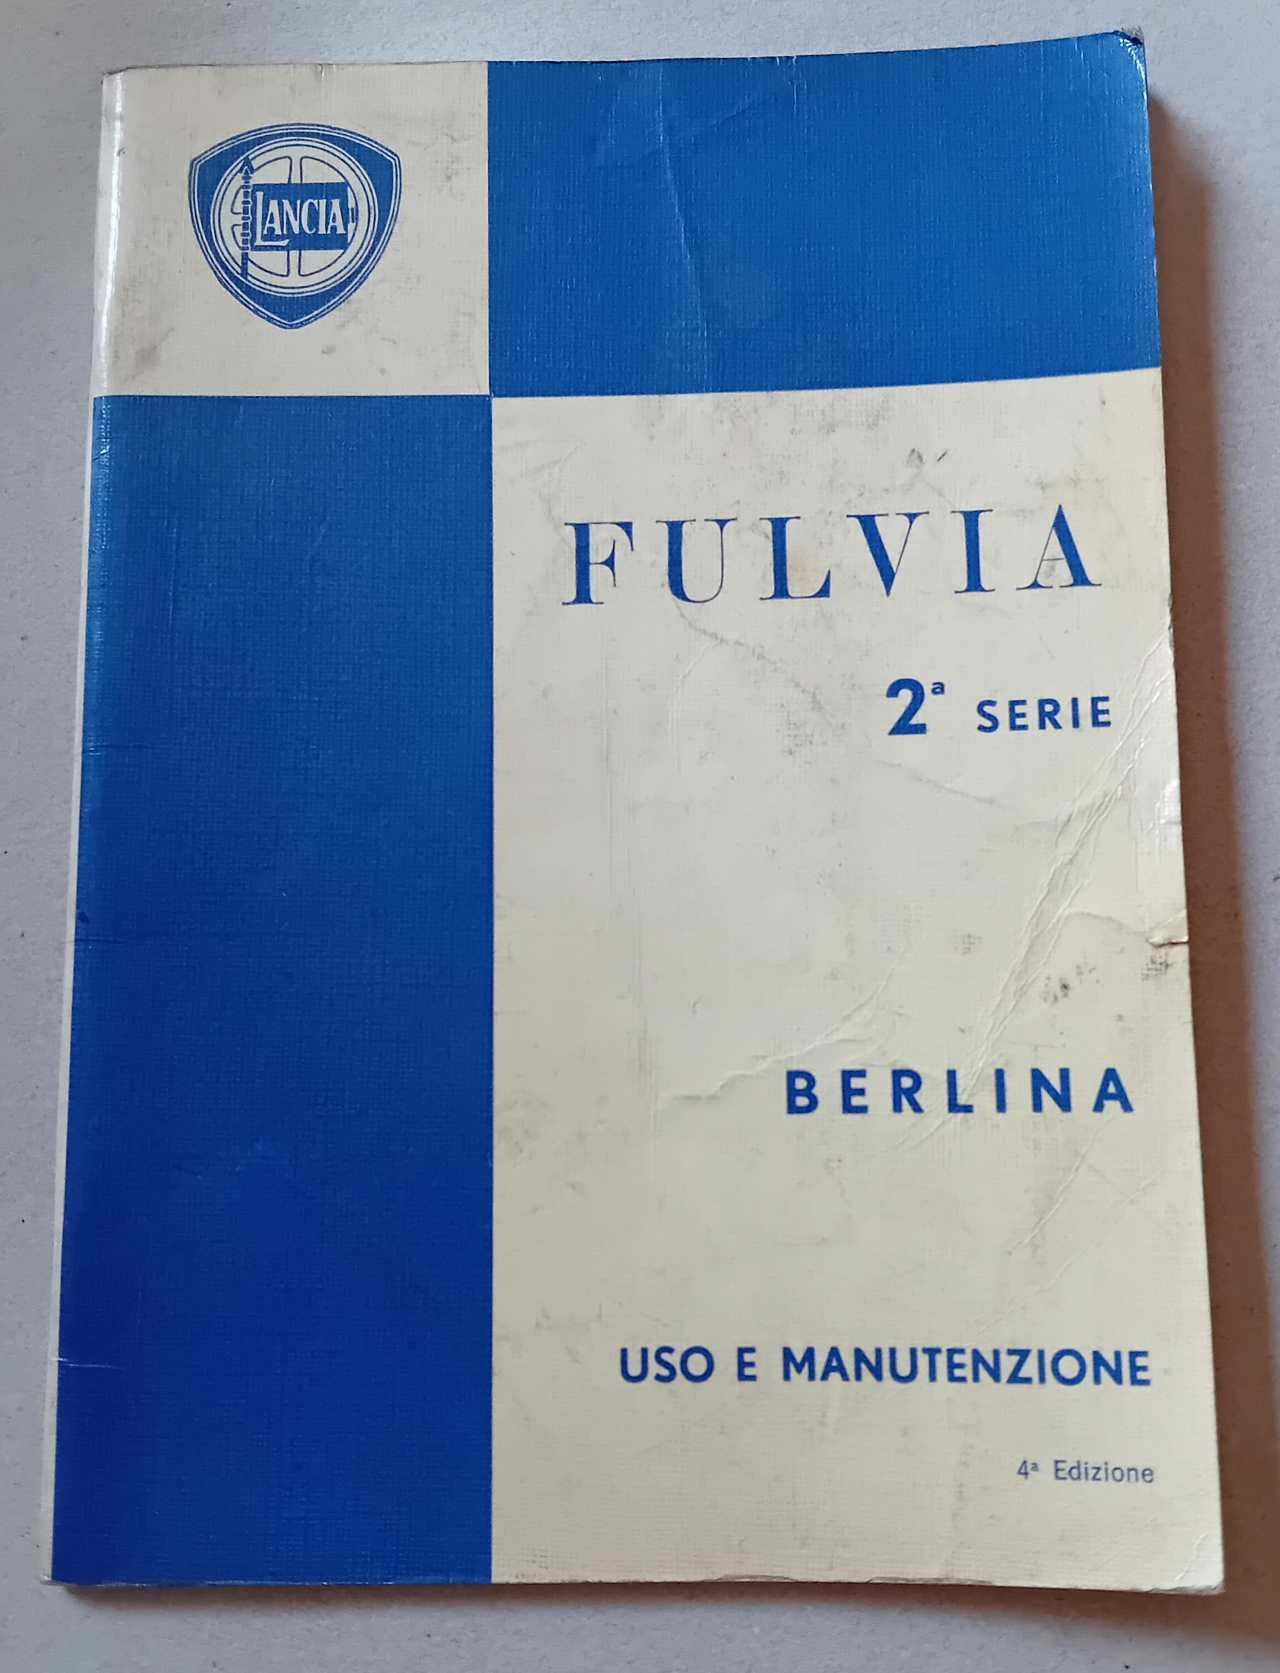 LANCIA
FULVIA
2ª SERIE
BERLINA
USO E MANUTENZIONE
4ª Edizione